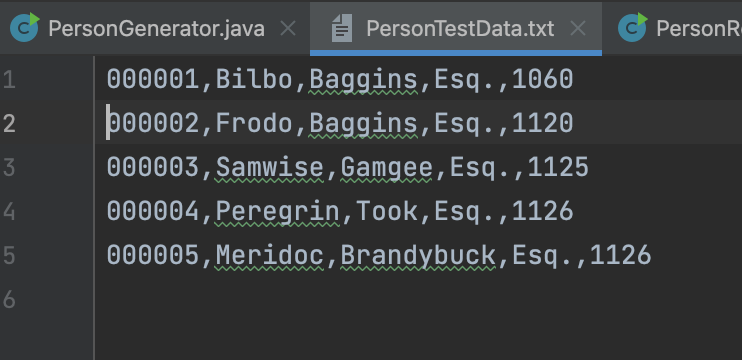 PersonGenerator.java PersonTestData.txt PersonR
1 000001,Bilbo,Baggins,Esq.,1060
2 000002,Frodo,Baggins,Esq.,1120
3 000003,Samwise,Gamgee,Esq.,1125
4 000004,Peregrin,Took,Esq.,1126
5 000005,Meridoc,Brandybuck,Esq.,1126
6